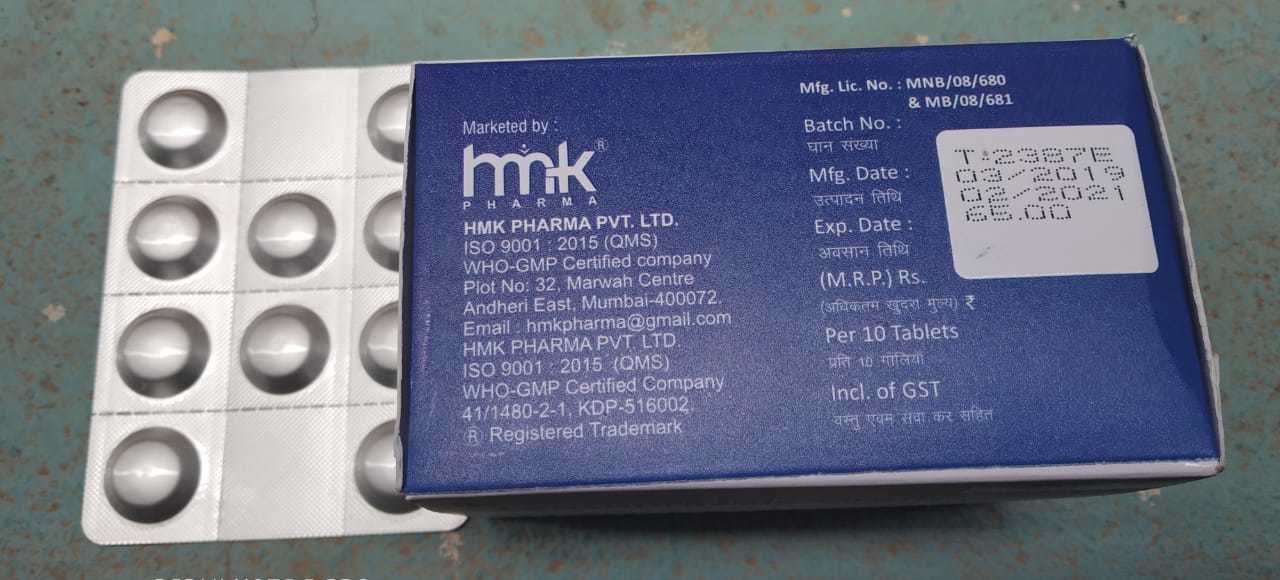 Marketed by :
hmk®
PHARMA
HMK PHARMA PVT. LTD.
ISO 9001 : 2015 (QMS)
WHO-GMP Certified company
Plot No: 32, Marwah Centre
Andheri East, Mumbai-400072.
Email : hmkpharma@gmail.com
HMK PHARMA PVT. LTD.
ISO 9001 : 2015 (QMS)
WHO-GMP Certified Company
41/1480-2-1, KDP-516002.
® Registered Trademark
Mfg. Lic. No. : MNB/08/680
& MB/08/681
Batch No. :
घान संख्या
Mfg. Date :
उत्पादन तिथि
Exp. Date :
अवसान तिथि
(M.R.P.) Rs.
(अधिकतम खुदरा मुल्य) ₹
Per 10 Tablets
प्रति 10 गोलियां
Incl. of GST
वस्तु एवम सेवा कर सहित
T-2387E
03/2019
02/2021
65.00